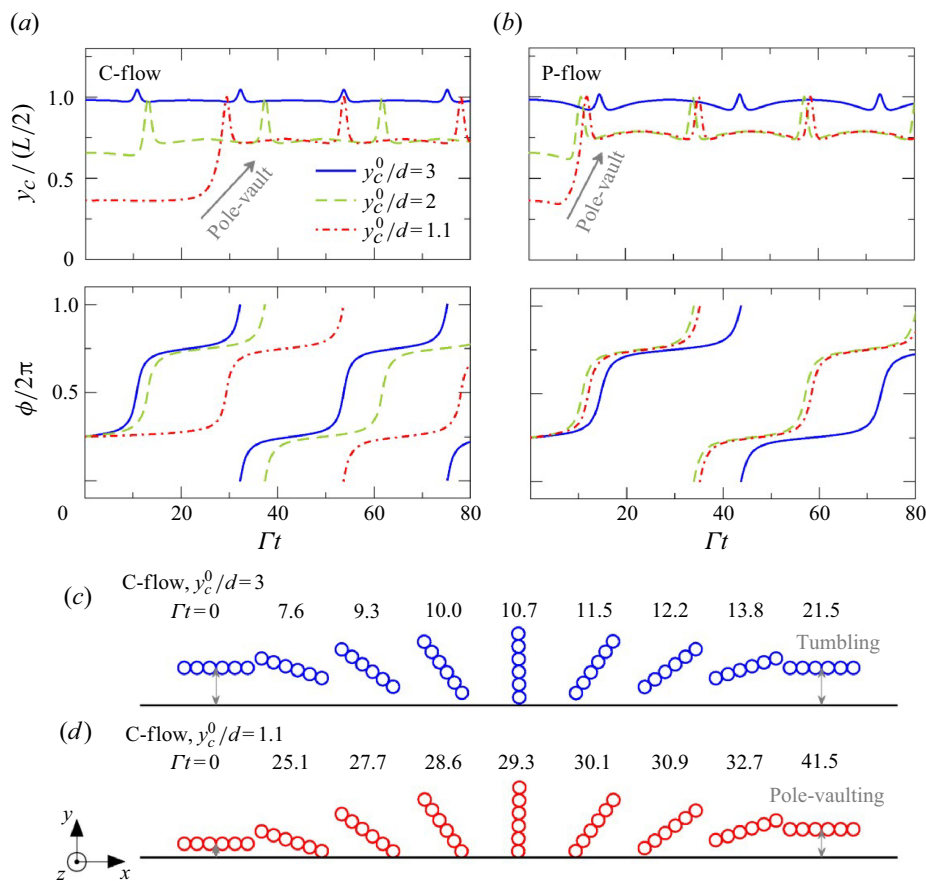 (a)
(b)
C-flow
P-flow
1.0
0.5
0
y_c / (L/2)
y_c^0/d = 3
y_c^0/d = 2
y_c^0/d = 1.1
Pole-vault
Pole-vault
1.0
0.5
0
ϕ/2π
0 20 40 60 80
20 40 60 80
Γt
Γt
C-flow, y_c^0/d = 3
(c)
Γt = 0 7.6 9.3 10.0 10.7 11.5 12.2 13.8 21.5
Tumbling
(d)
C-flow, y_c^0/d = 1.1
Γt = 0 25.1 27.7 28.6 29.3 30.1 30.9 32.7 41.5
Pole-vaulting
y
z x